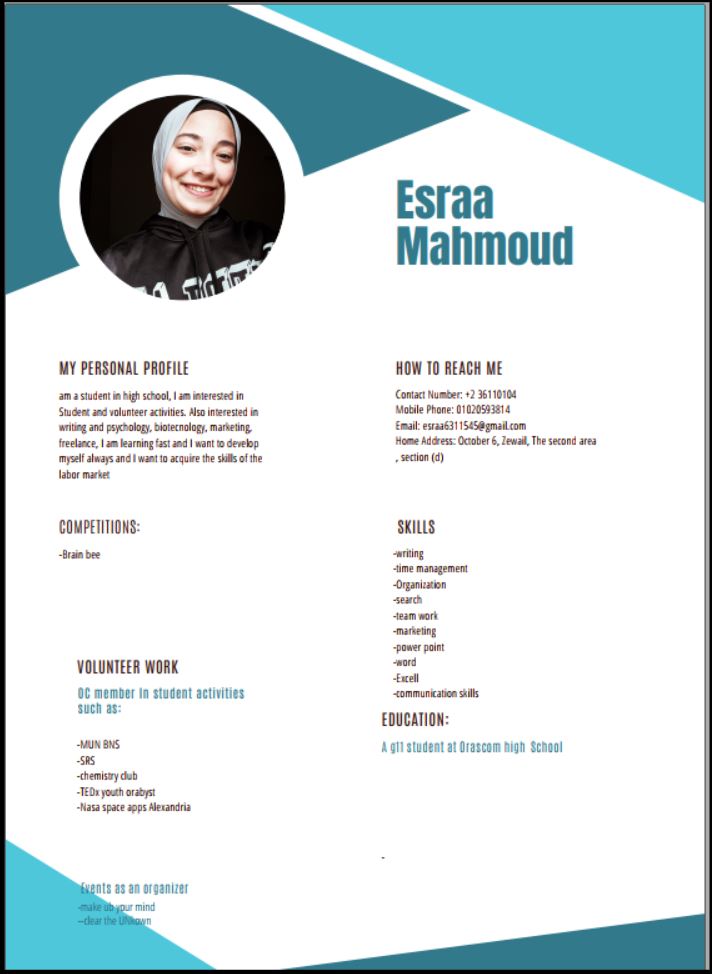 Esraa
Mahmoud
MY PERSONAL PROFILE
am a student in high school, I am interested in
Student and volunteer activities. Also interested in
writing and psychology, biotecnology, marketing,
freelance, I am learning fast and I want to develop
myself always and I want to acquire the skills of the
labor market
HOW TO REACH ME
Contact Number: +2 36110104
Mobile Phone: 01020593814
Email: esraa6311545@gmail.com
Home Address: October 6, Zewail, The second area
, section (d)
COMPETITIONS:
-Brain bee
SKILLS
-writing
-time management
-Organization
-search
-team work
-marketing
-power point
-word
-Excell
-communication skills
VOLUNTEER WORK
OC member In student activities
such as:
-MUN BNS
-SRS
-chemistry club
-TEDx youth orabyst
-Nasa space apps Alexandria
EDUCATION:
A g11 student at Orascom high School
-
Events as an organizer
-make ub your mind
--clear the UNkown